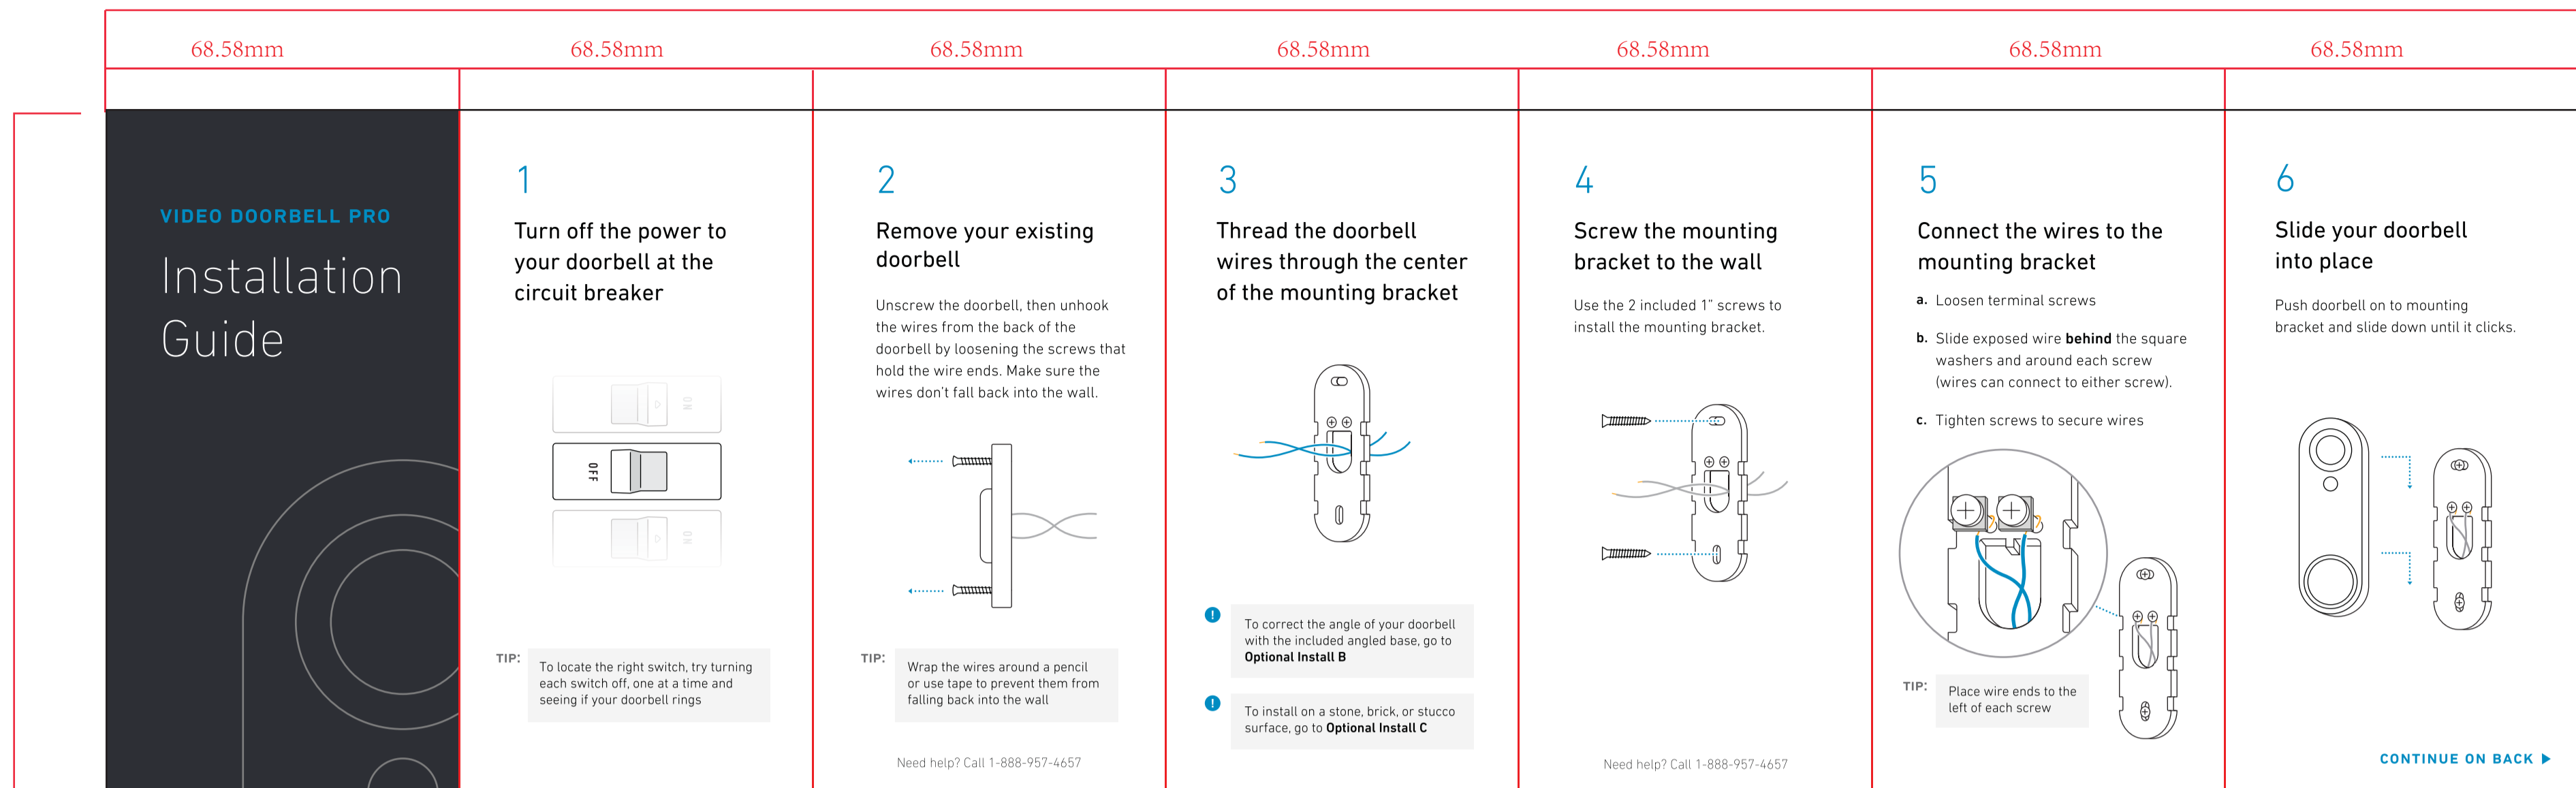 68.58mm
68.58mm
68.58mm
68.58mm
68.58mm
68.58mm
68.58mm
VIDEO DOORBELL PRO
Installation
Guide
1
Turn off the power to
your doorbell at the
circuit breaker
ON
OFF
ON
TIP:
To locate the right switch, try turning
each switch off, one at a time and
seeing if your doorbell rings
2
Remove your existing
doorbell
Unscrew the doorbell, then unhook
the wires from the back of the
doorbell by loosening the screws that
hold the wire ends. Make sure the
wires don't fall back into the wall.
TIP:
Wrap the wires around a pencil
or use tape to prevent them from
falling back into the wall
Need help? Call 1-888-957-4657
3
Thread the doorbell
wires through the center
of the mounting bracket
!
To correct the angle of your doorbell
with the included angled base, go to
Optional Install B
!
To install on a stone, brick, or stucco
surface, go to Optional Install C
4
Screw the mounting
bracket to the wall
Use the 2 included 1” screws to
install the mounting bracket.
Need help? Call 1-888-957-4657
5
Connect the wires to the
mounting bracket
a. Loosen terminal screws
b. Slide exposed wire behind the square
washers and around each screw
(wires can connect to either screw).
c. Tighten screws to secure wires
TIP:
Place wire ends to the
left of each screw
6
Slide your doorbell
into place
Push doorbell on to mounting
bracket and slide down until it clicks.
CONTINUE ON BACK